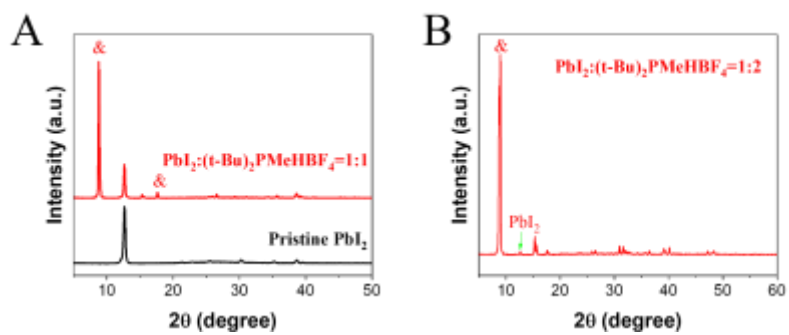 A
&
PbI2:(t-Bu)2PMeHBF4=1:1
&
Pristine PbI2
Intensity (a.u.)
10 20 30 40 50
2θ (degree)
B
&
PbI2:(t-Bu)2PMeHBF4=1:2
PbI2
Intensity (a.u.)
10 20 30 40 50 60
2θ (degree)